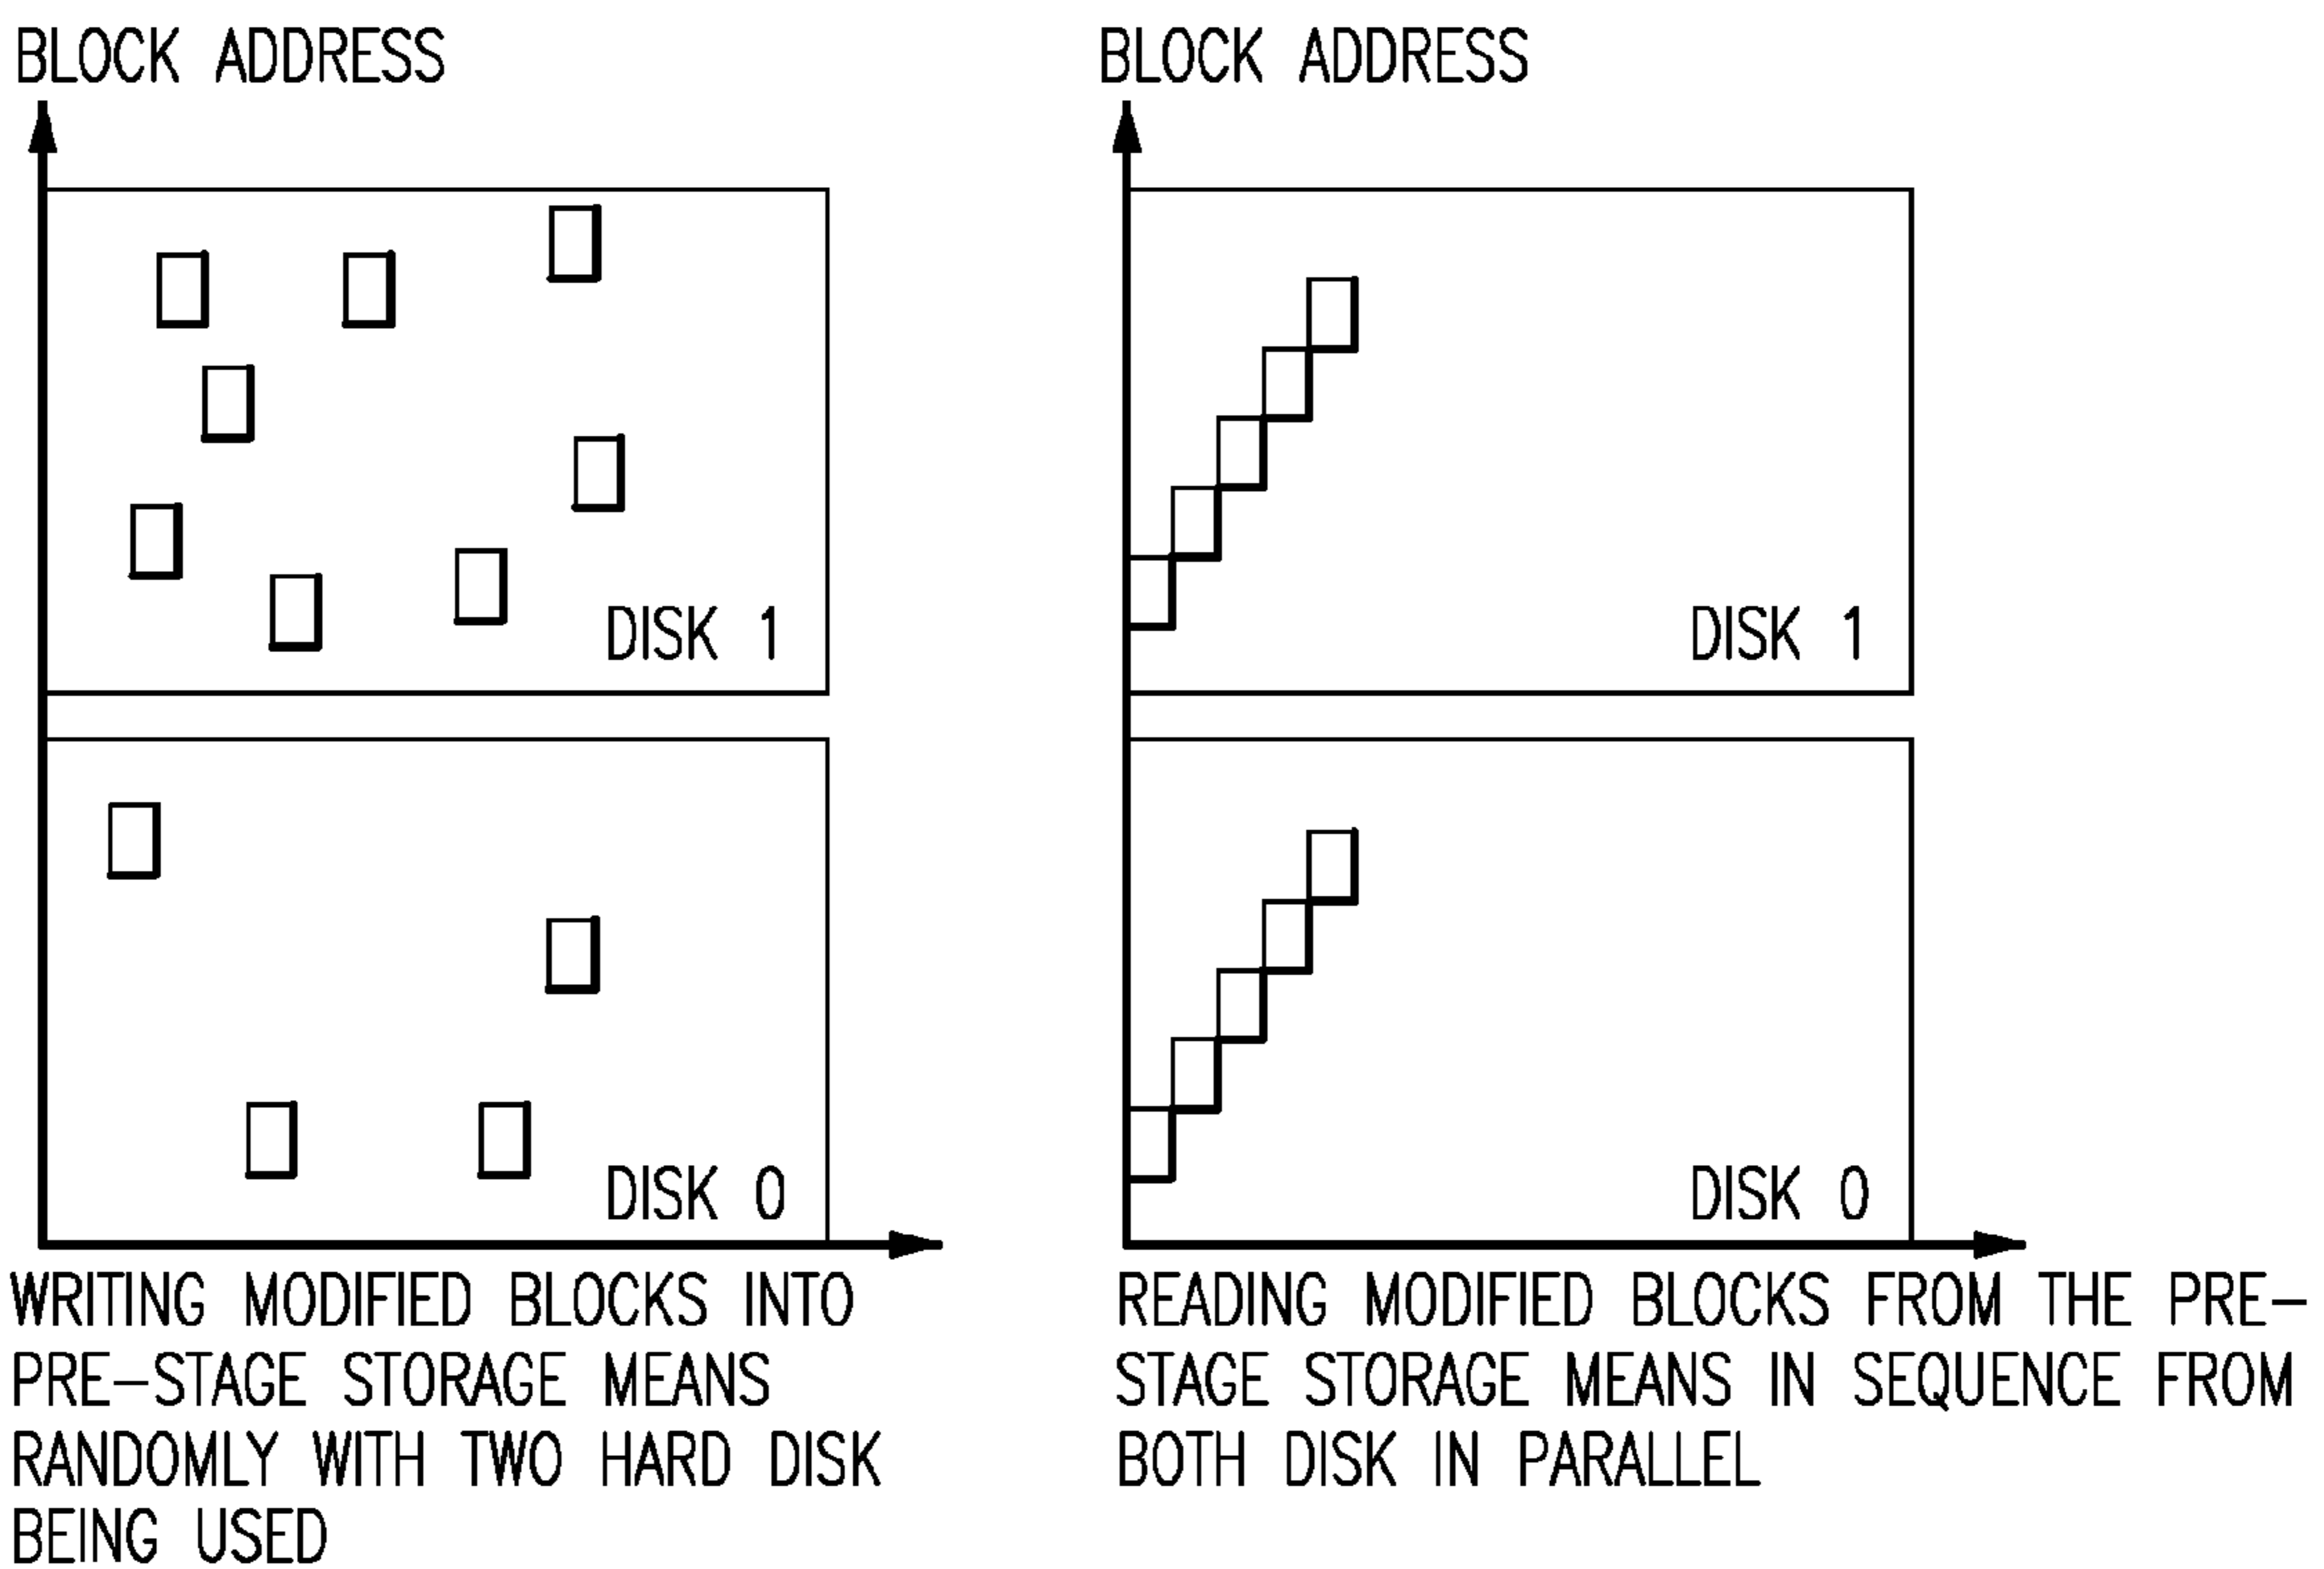 BLOCK ADDRESS
DISK 1
DISK 0
WRITING MODIFIED BLOCKS INTO
PRE-STAGE STORAGE MEANS
RANDOMLY WITH TWO HARD DISK
BEING USED
BLOCK ADDRESS
DISK 1
DISK 0
READING MODIFIED BLOCKS FROM THE PRE-
STAGE STORAGE MEANS IN SEQUENCE FROM
BOTH DISK IN PARALLEL